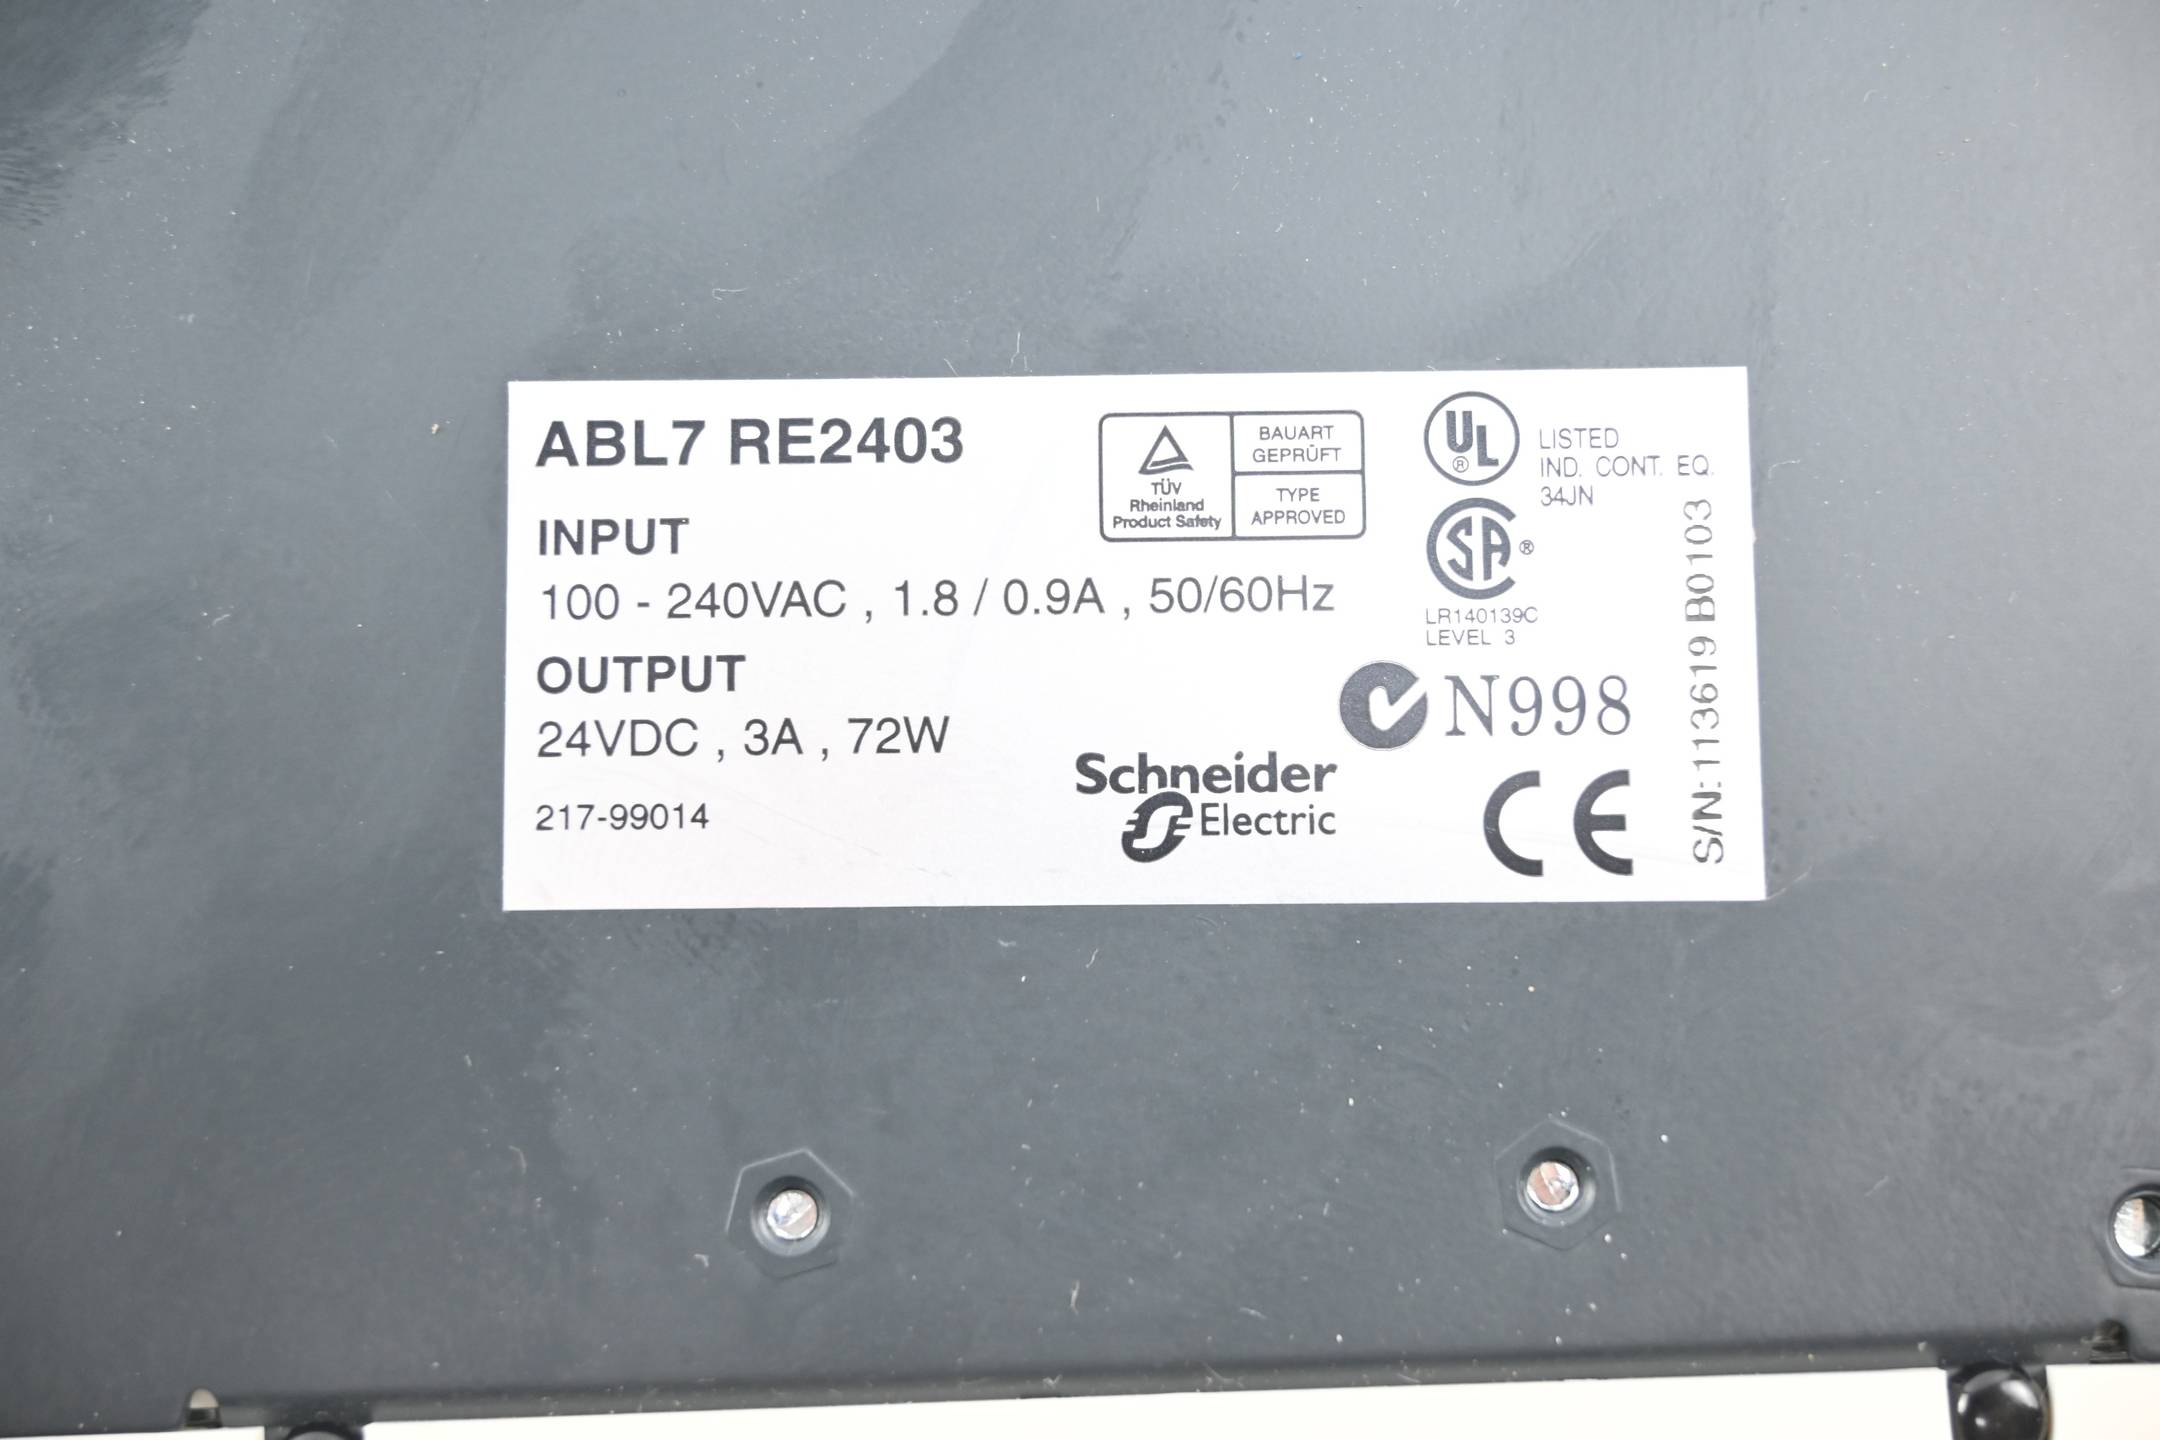 ABL7 RE2403
INPUT
100 - 240VAC , 1.8 / 0.9A , 50/60Hz
OUTPUT
24VDC , 3A , 72W
217-99014
TÜV
Rheinland
Product Safety
BAUART
GEPRÜFT
TYPE
APPROVED
Schneider
Electric
UL
®
LISTED
IND. CONT. EQ.
34JN
SA
®
LR140139C
LEVEL 3
N998
CE
S/N:113619 B0103